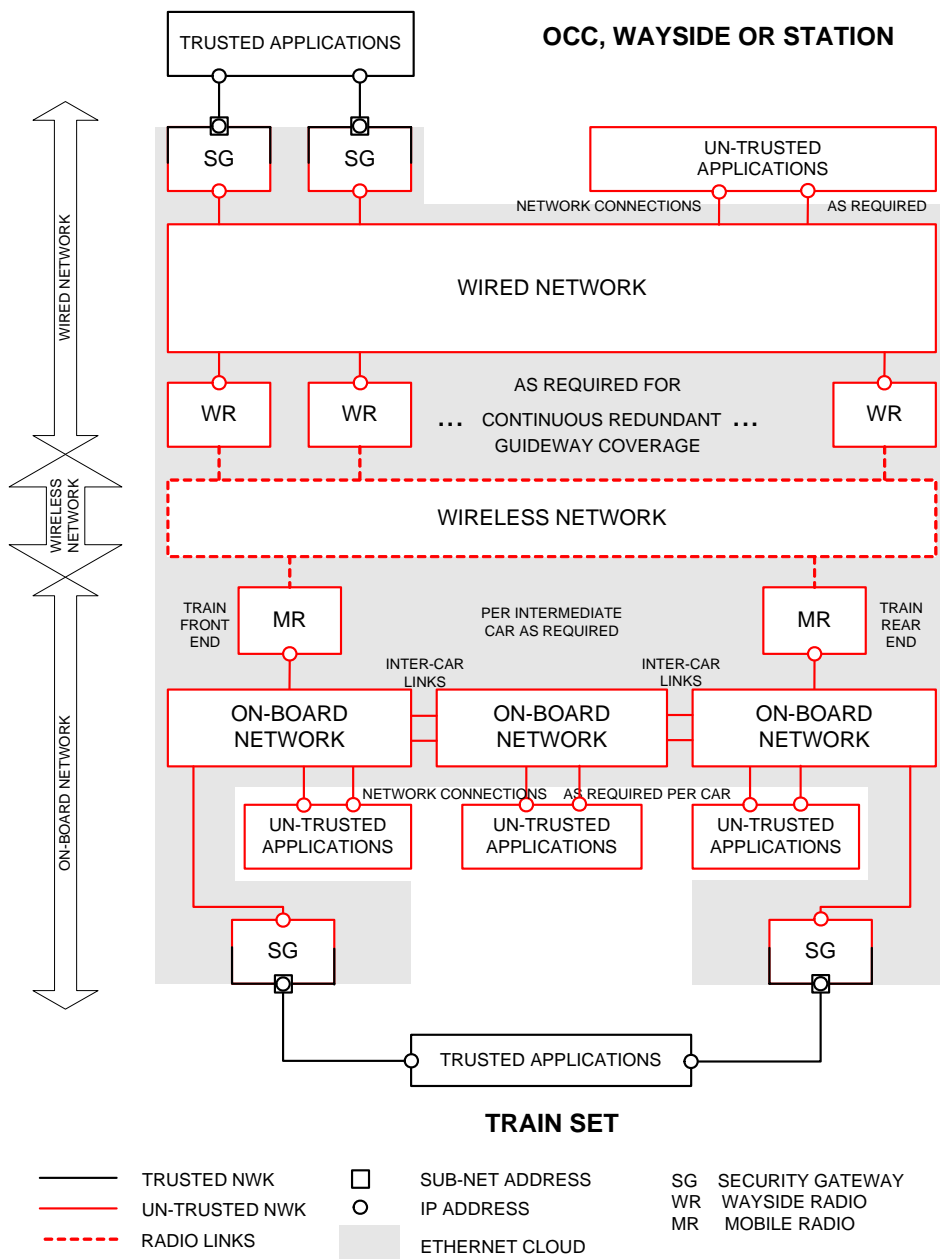 OCC, WAYSIDE OR STATION
TRUSTED APPLICATIONS
SG
SG
UN-TRUSTED
APPLICATIONS
NETWORK CONNECTIONS
AS REQUIRED
WIRED NETWORK
WIRED NETWORK
WR
WR
AS REQUIRED FOR
... CONTINUOUS REDUNDANT ...
GUIDEWAY COVERAGE
WR
WIRELESS
NETWORK
WIRELESS NETWORK
TRAIN
FRONT
END
MR
PER INTERMEDIATE
CAR AS REQUIRED
MR
TRAIN
REAR
END
INTER-CAR
LINKS
INTER-CAR
LINKS
ON-BOARD NETWORK
ON-BOARD
NETWORK
ON-BOARD
NETWORK
ON-BOARD
NETWORK
NETWORK CONNECTIONS
AS REQUIRED PER CAR
UN-TRUSTED
APPLICATIONS
UN-TRUSTED
APPLICATIONS
UN-TRUSTED
APPLICATIONS
SG
SG
TRUSTED APPLICATIONS
TRAIN SET
TRUSTED NWK
UN-TRUSTED NWK
RADIO LINKS
SUB-NET ADDRESS
IP ADDRESS
ETHERNET CLOUD
SG SECURITY GATEWAY
WR WAYSIDE RADIO
MR MOBILE RADIO